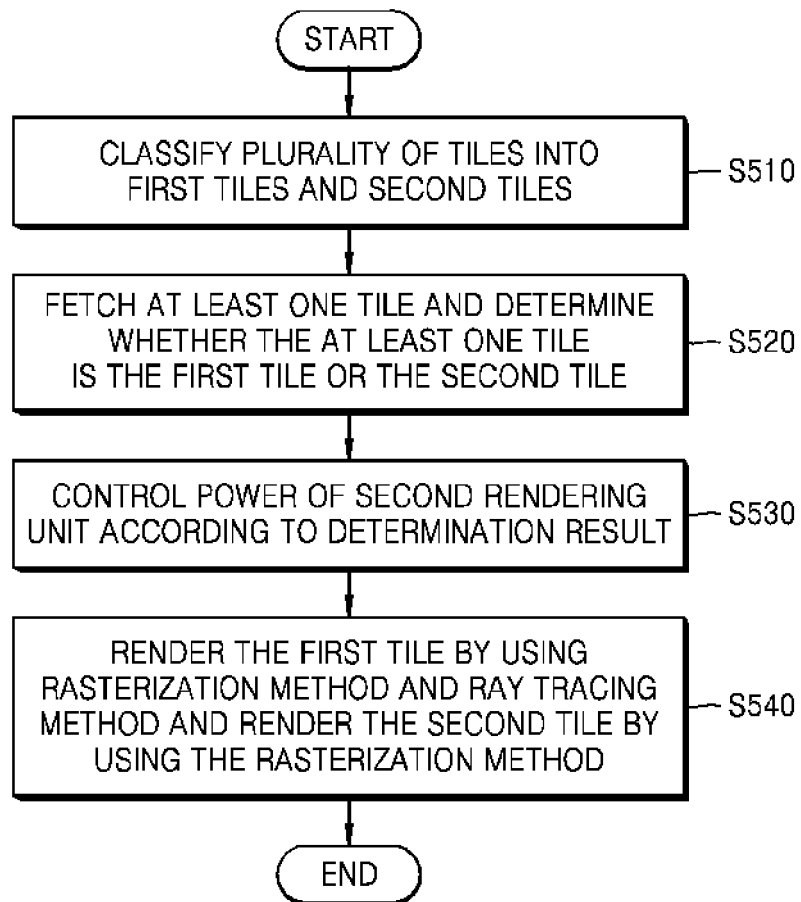 START
CLASSIFY PLURALITY OF TILES INTO
FIRST TILES AND SECOND TILES
S510
FETCH AT LEAST ONE TILE AND DETERMINE
WHETHER THE AT LEAST ONE TILE
IS THE FIRST TILE OR THE SECOND TILE
S520
CONTROL POWER OF SECOND RENDERING
UNIT ACCORDING TO DETERMINATION RESULT
S530
RENDER THE FIRST TILE BY USING
RASTERIZATION METHOD AND RAY TRACING
METHOD AND RENDER THE SECOND TILE BY
USING THE RASTERIZATION METHOD
S540
END